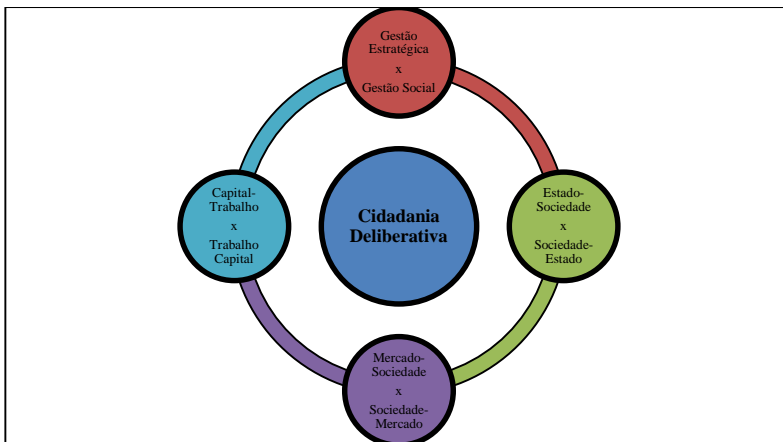 Gestão
Estratégica
x
Gestão Social
Capital-
Trabalho
x
Trabalho
Capital
Cidadania
Deliberativa
Estado-
Sociedade
x
Sociedade-
Estado
Mercado-
Sociedade
x
Sociedade-
Mercado